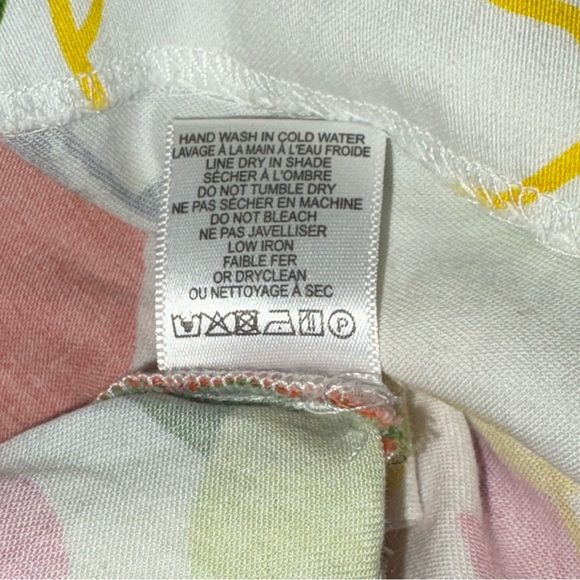 HAND WASH IN COLD WATER
LAVAGE À LA MAIN À L'EAU FROIDE
LINE DRY IN SHADE
SÉCHER À L'OMBRE
DO NOT TUMBLE DRY
NE PAS SÉCHER EN MACHINE
DO NOT BLEACH
NE PAS JAVELLISER
LOW IRON
FAIBLE FER
OR DRYCLEAN
OU NETTOYAGE À SEC
P